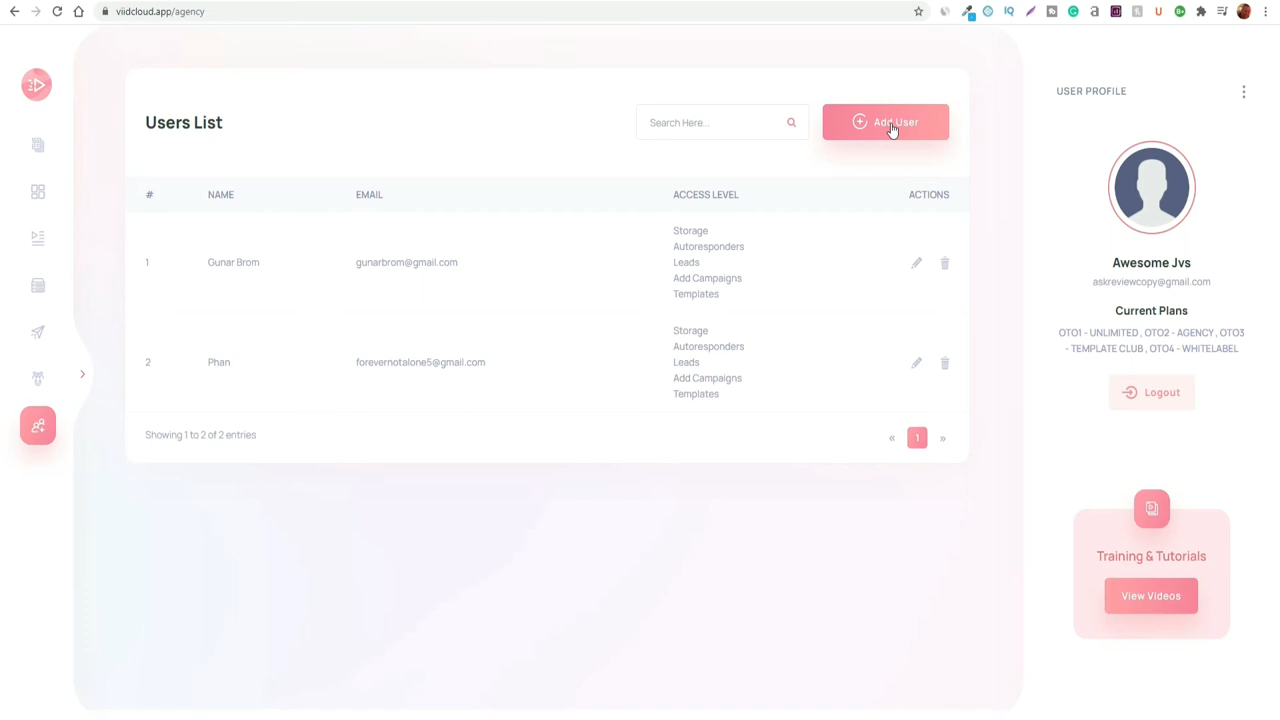 viidcloud.app/agency
Users List
Search Here...
Add User
# NAME EMAIL ACCESS LEVEL ACTIONS
1 Gunar Brom gunarbrom@gmail.com
Storage
Autoresponders
Leads
Add Campaigns
Templates
2 Phan forevernotalone5@gmail.com
Storage
Autoresponders
Leads
Add Campaigns
Templates
Showing 1 to 2 of 2 entries
« 1 »
USER PROFILE
Awesome Jvs
askreviewcopy@gmail.com
Current Plans
OTO1 - UNLIMITED , OTO2 - AGENCY , OTO3
- TEMPLATE CLUB , OTO4 - WHITELABEL
Logout
Training & Tutorials
View Videos